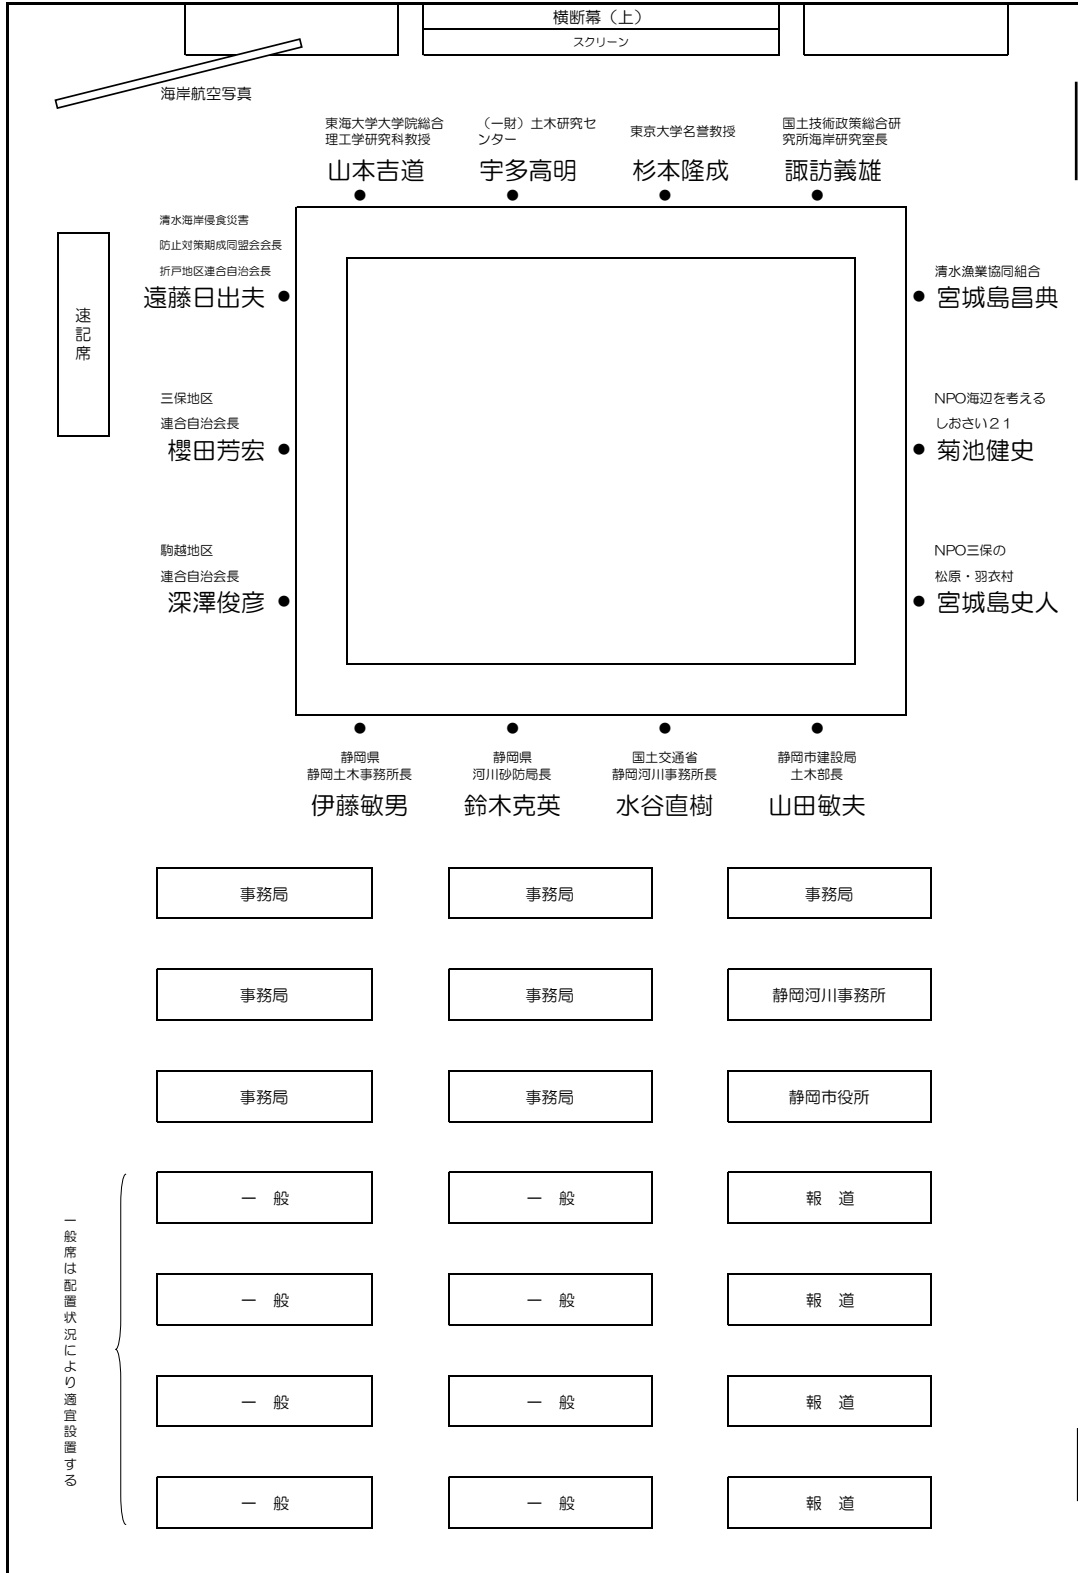 横断幕（上）
スクリーン
海岸航空写真
東海大学大学院総合
理工学研究科教授
山本吉道
（一財）土木研究セ
ンター
宇多高明
東京大学名誉教授
杉本隆成
国土技術政策総合研
究所海岸研究室長
諏訪義雄
清水海岸侵食災害
防止対策期成同盟会会長
折戸地区連合自治会長
遠藤日出夫
清水漁業協同組合
宮城島昌典
速記席
三保地区
連合自治会長
櫻田芳宏
NPO海辺を考える
しおさい２１
菊池健史
駒越地区
連合自治会長
深澤俊彦
NPO三保の
松原・羽衣村
宮城島史人
静岡県
静岡土木事務所長
伊藤敏男
静岡県
河川砂防局長
鈴木克英
国土交通省
静岡河川事務所長
水谷直樹
静岡市建設局
土木部長
山田敏夫
事務局
事務局
事務局
事務局
事務局
静岡河川事務所
事務局
事務局
静岡市役所
一　般
一　般
報　道
一般席は配置状況により適宜設置する
一　般
一　般
報　道
一　般
一　般
報　道
一　般
一　般
報　道